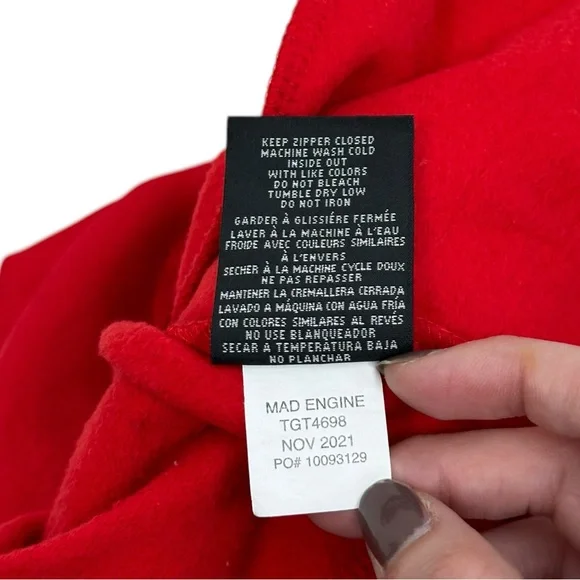 KEEP ZIPPER CLOSED
MACHINE WASH COLD
INSIDE OUT
WITH LIKE COLORS
DO NOT BLEACH
TUMBLE DRY LOW
DO NOT IRON
GARDER À GLISSIÉRE FERMÉE
LAVER À LA MACHINE À L'EAU
FROIDE AVEC COULEURS SIMILAIRES
À L'ENVERS
SECHER À LA MACHINE CYCLE DOUX
NE PAS REPASSER
MANTENER LA CREMALLERA CERRADA
LAVADO A MÁQUINA CON AGUA FRÍA
CON COLORES SIMILARES AL REVÉS
NO USE BLANQUEADOR
SECAR A TEMPERATURA BAJA
NO PLANCHAR
MAD ENGINE
TGT4698
NOV 2021
PO# 10093129